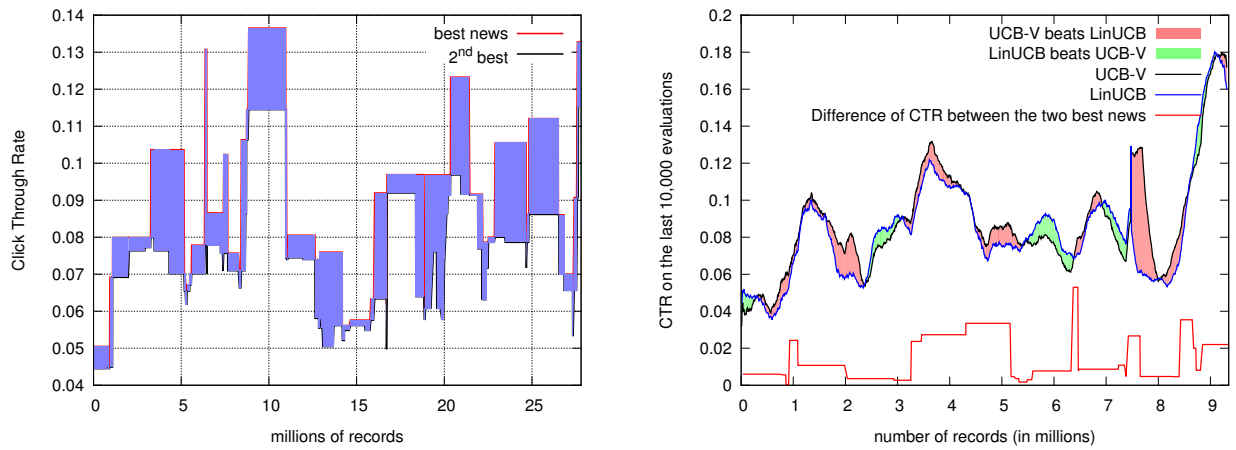 0.14
0.13
0.12
0.11
0.1
0.09
0.08
0.07
0.06
0.05
0.04
Click Through Rate
best news
2nd best
0 5 10 15 20 25
millions of records
0.2
0.18
0.16
0.14
0.12
0.1
0.08
0.06
0.04
0.02
0
CTR on the last 10,000 evaluations
UCB-V beats LinUCB
LinUCB beats UCB-V
UCB-V
LinUCB
Difference of CTR between the two best news
0 1 2 3 4 5 6 7 8 9
number of records (in millions)